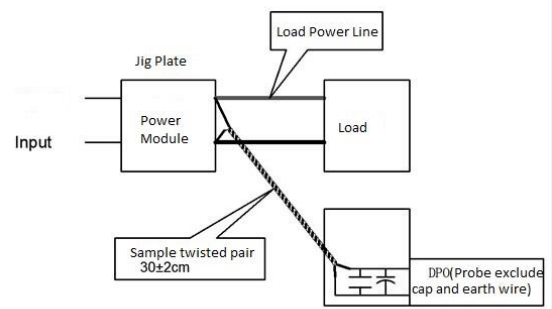 Load Power Line
Jig Plate
Power
Module
Load
Input
Sample twisted pair
30±2cm
DPO(Probe exclude
cap and earth wire)